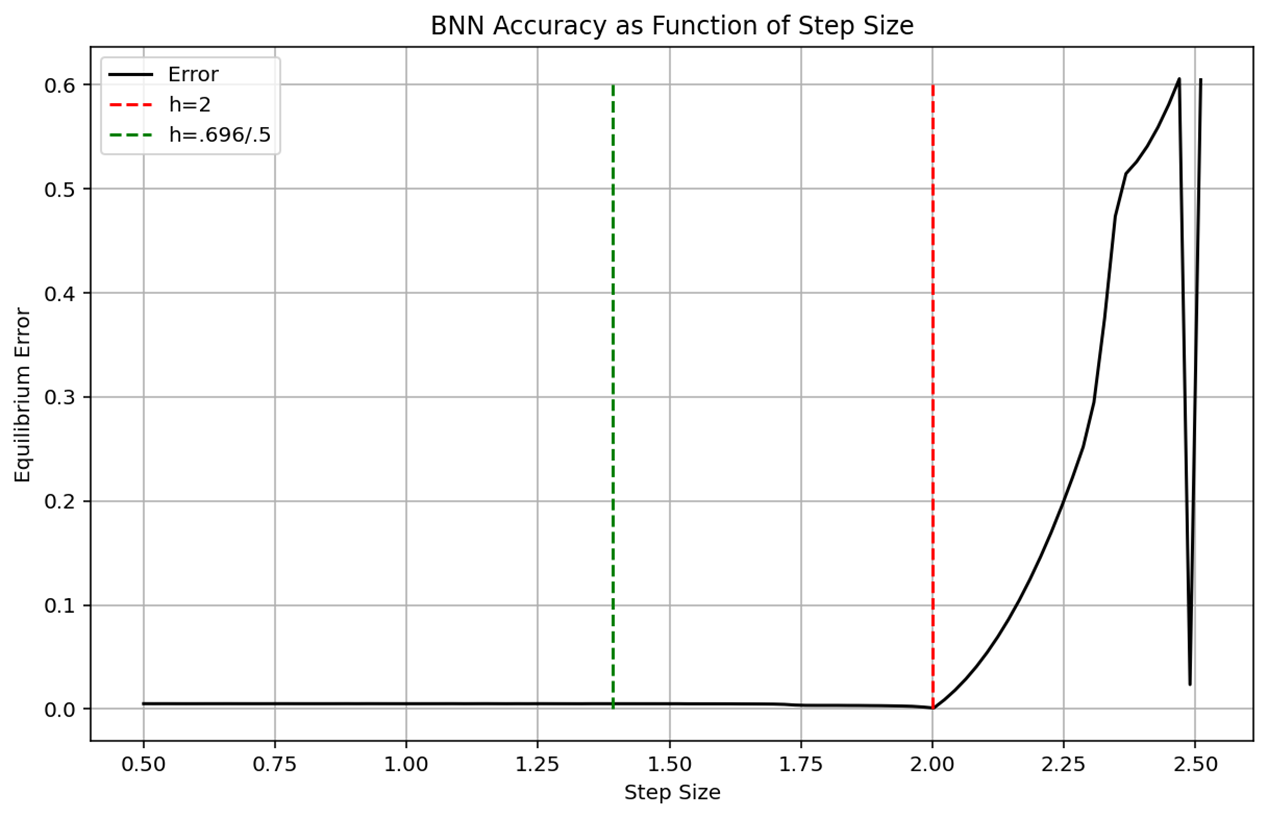 BNN Accuracy as Function of Step Size
Error
h=2
h=.696/.5
Equilibrium Error
0.6
0.5
0.4
0.3
0.2
0.1
0.0
0.50 0.75 1.00 1.25 1.50 1.75 2.00 2.25 2.50
Step Size